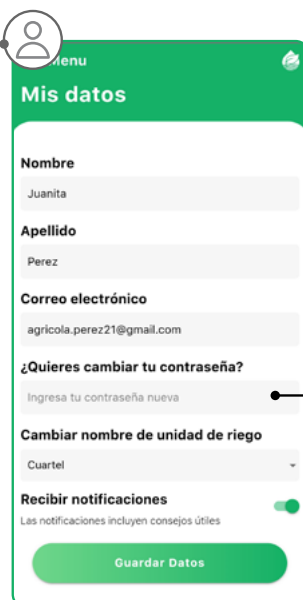 Menu
Mis datos
Nombre
Juanita
Apellido
Perez
Correo electrónico
agricola.perez21@gmail.com
¿Quieres cambiar tu contraseña?
Ingresa tu contraseña nueva
Cambiar nombre de unidad de riego
Cuartel
Recibir notificaciones
Las notificaciones incluyen consejos útiles
Guardar Datos